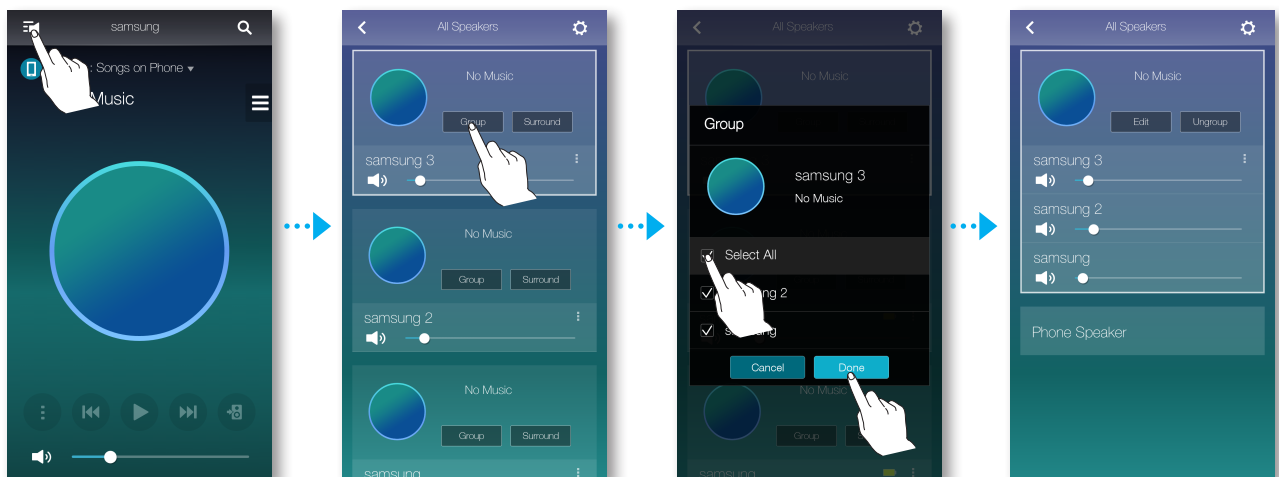 samsung
: Songs on Phone
Music
All Speakers
No Music
Group Surround
samsung 3
No Music
Group Surround
samsung 2
No Music
Group Surround
samsung
All Speakers
No Music
Group
samsung 3
No Music
Select All
ng 2
Cancel Done
No Music
Group
samsung
All Speakers
No Music
Edit Ungroup
samsung 3
samsung 2
samsung
Phone Speaker